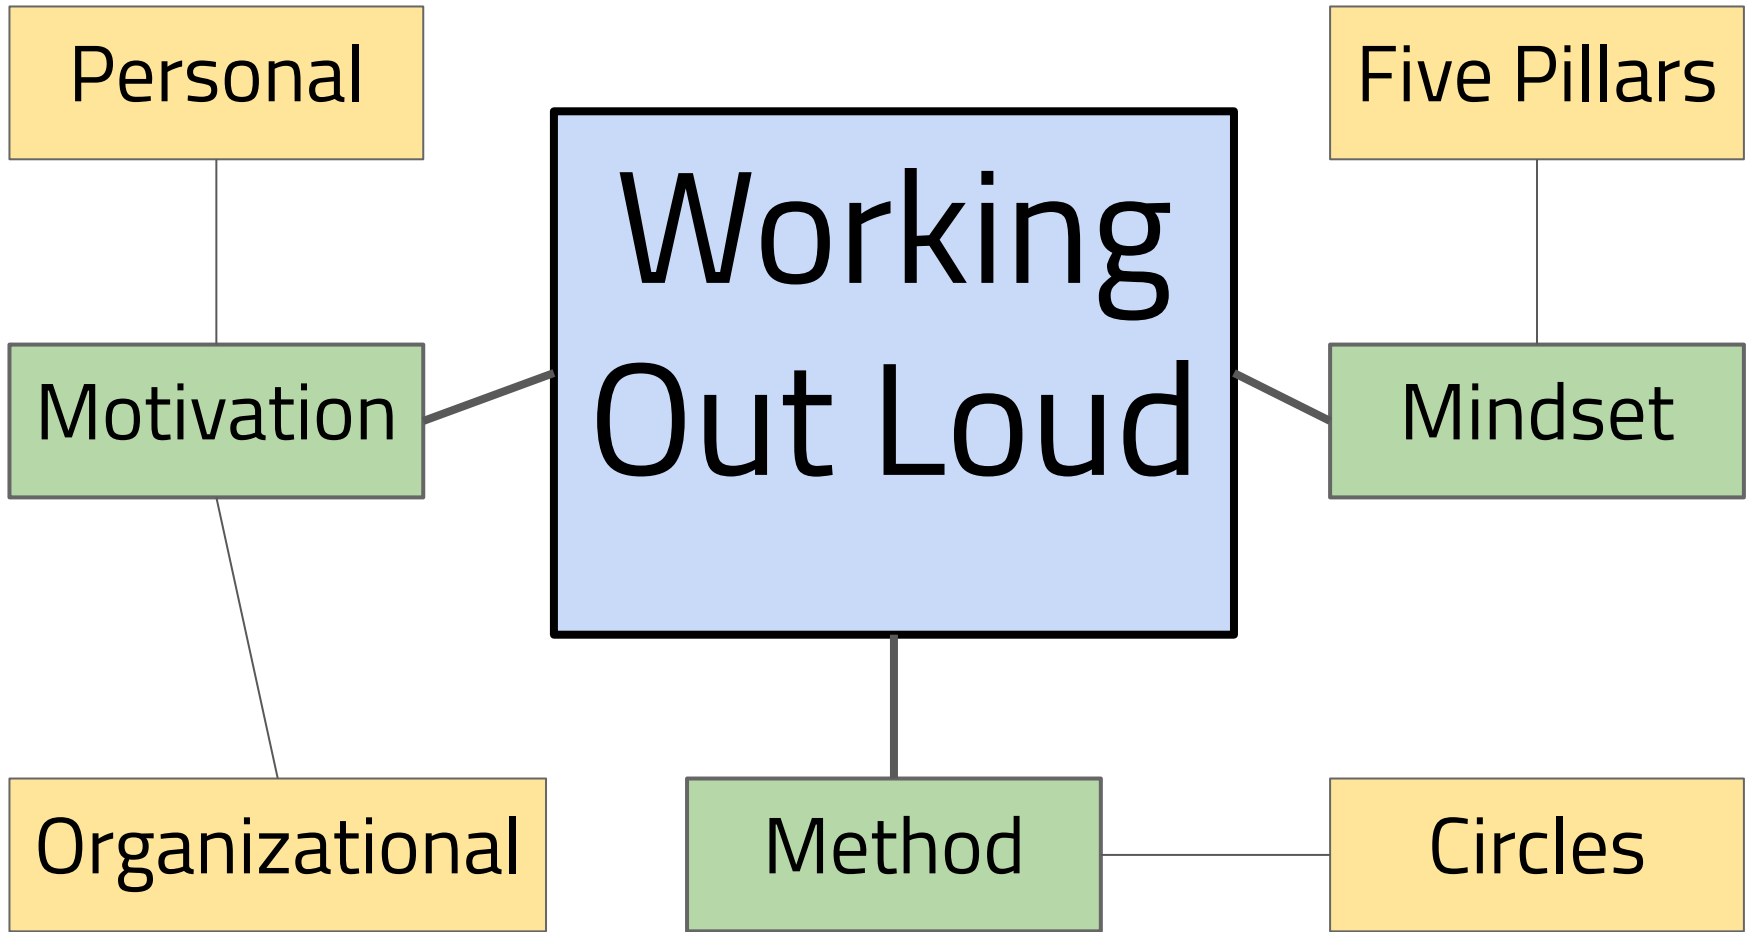 Personal
Five Pillars
Working
Out Loud
Motivation
Mindset
Organizational
Method
Circles